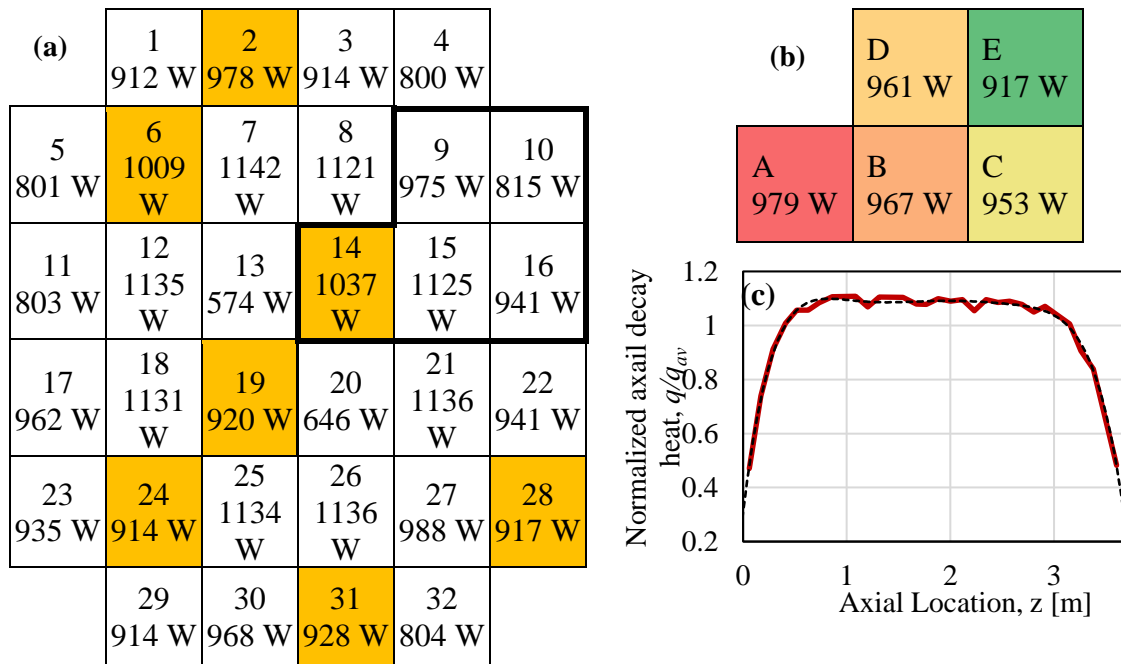 (a)
1
912 W
2
978 W
3
914 W
4
800 W
5
801 W
6
1009
W
7
1142
W
8
1121
W
9
975 W
10
815 W
11
803 W
12
1135
W
13
574 W
14
1037
W
15
1125
W
16
941 W
17
962 W
18
1131
W
19
920 W
20
646 W
21
1136
W
22
941 W
23
935 W
24
914 W
25
1134
W
26
1136
W
27
988 W
28
917 W
29
914 W
30
968 W
31
928 W
32
804 W
(b)
D
961 W
E
917 W
A
979 W
B
967 W
C
953 W
(c)
Normalized axail decay
heat, q/qav
1.2
1
0.8
0.6
0.4
0.2
0
1
2
3
Axial Location, z [m]